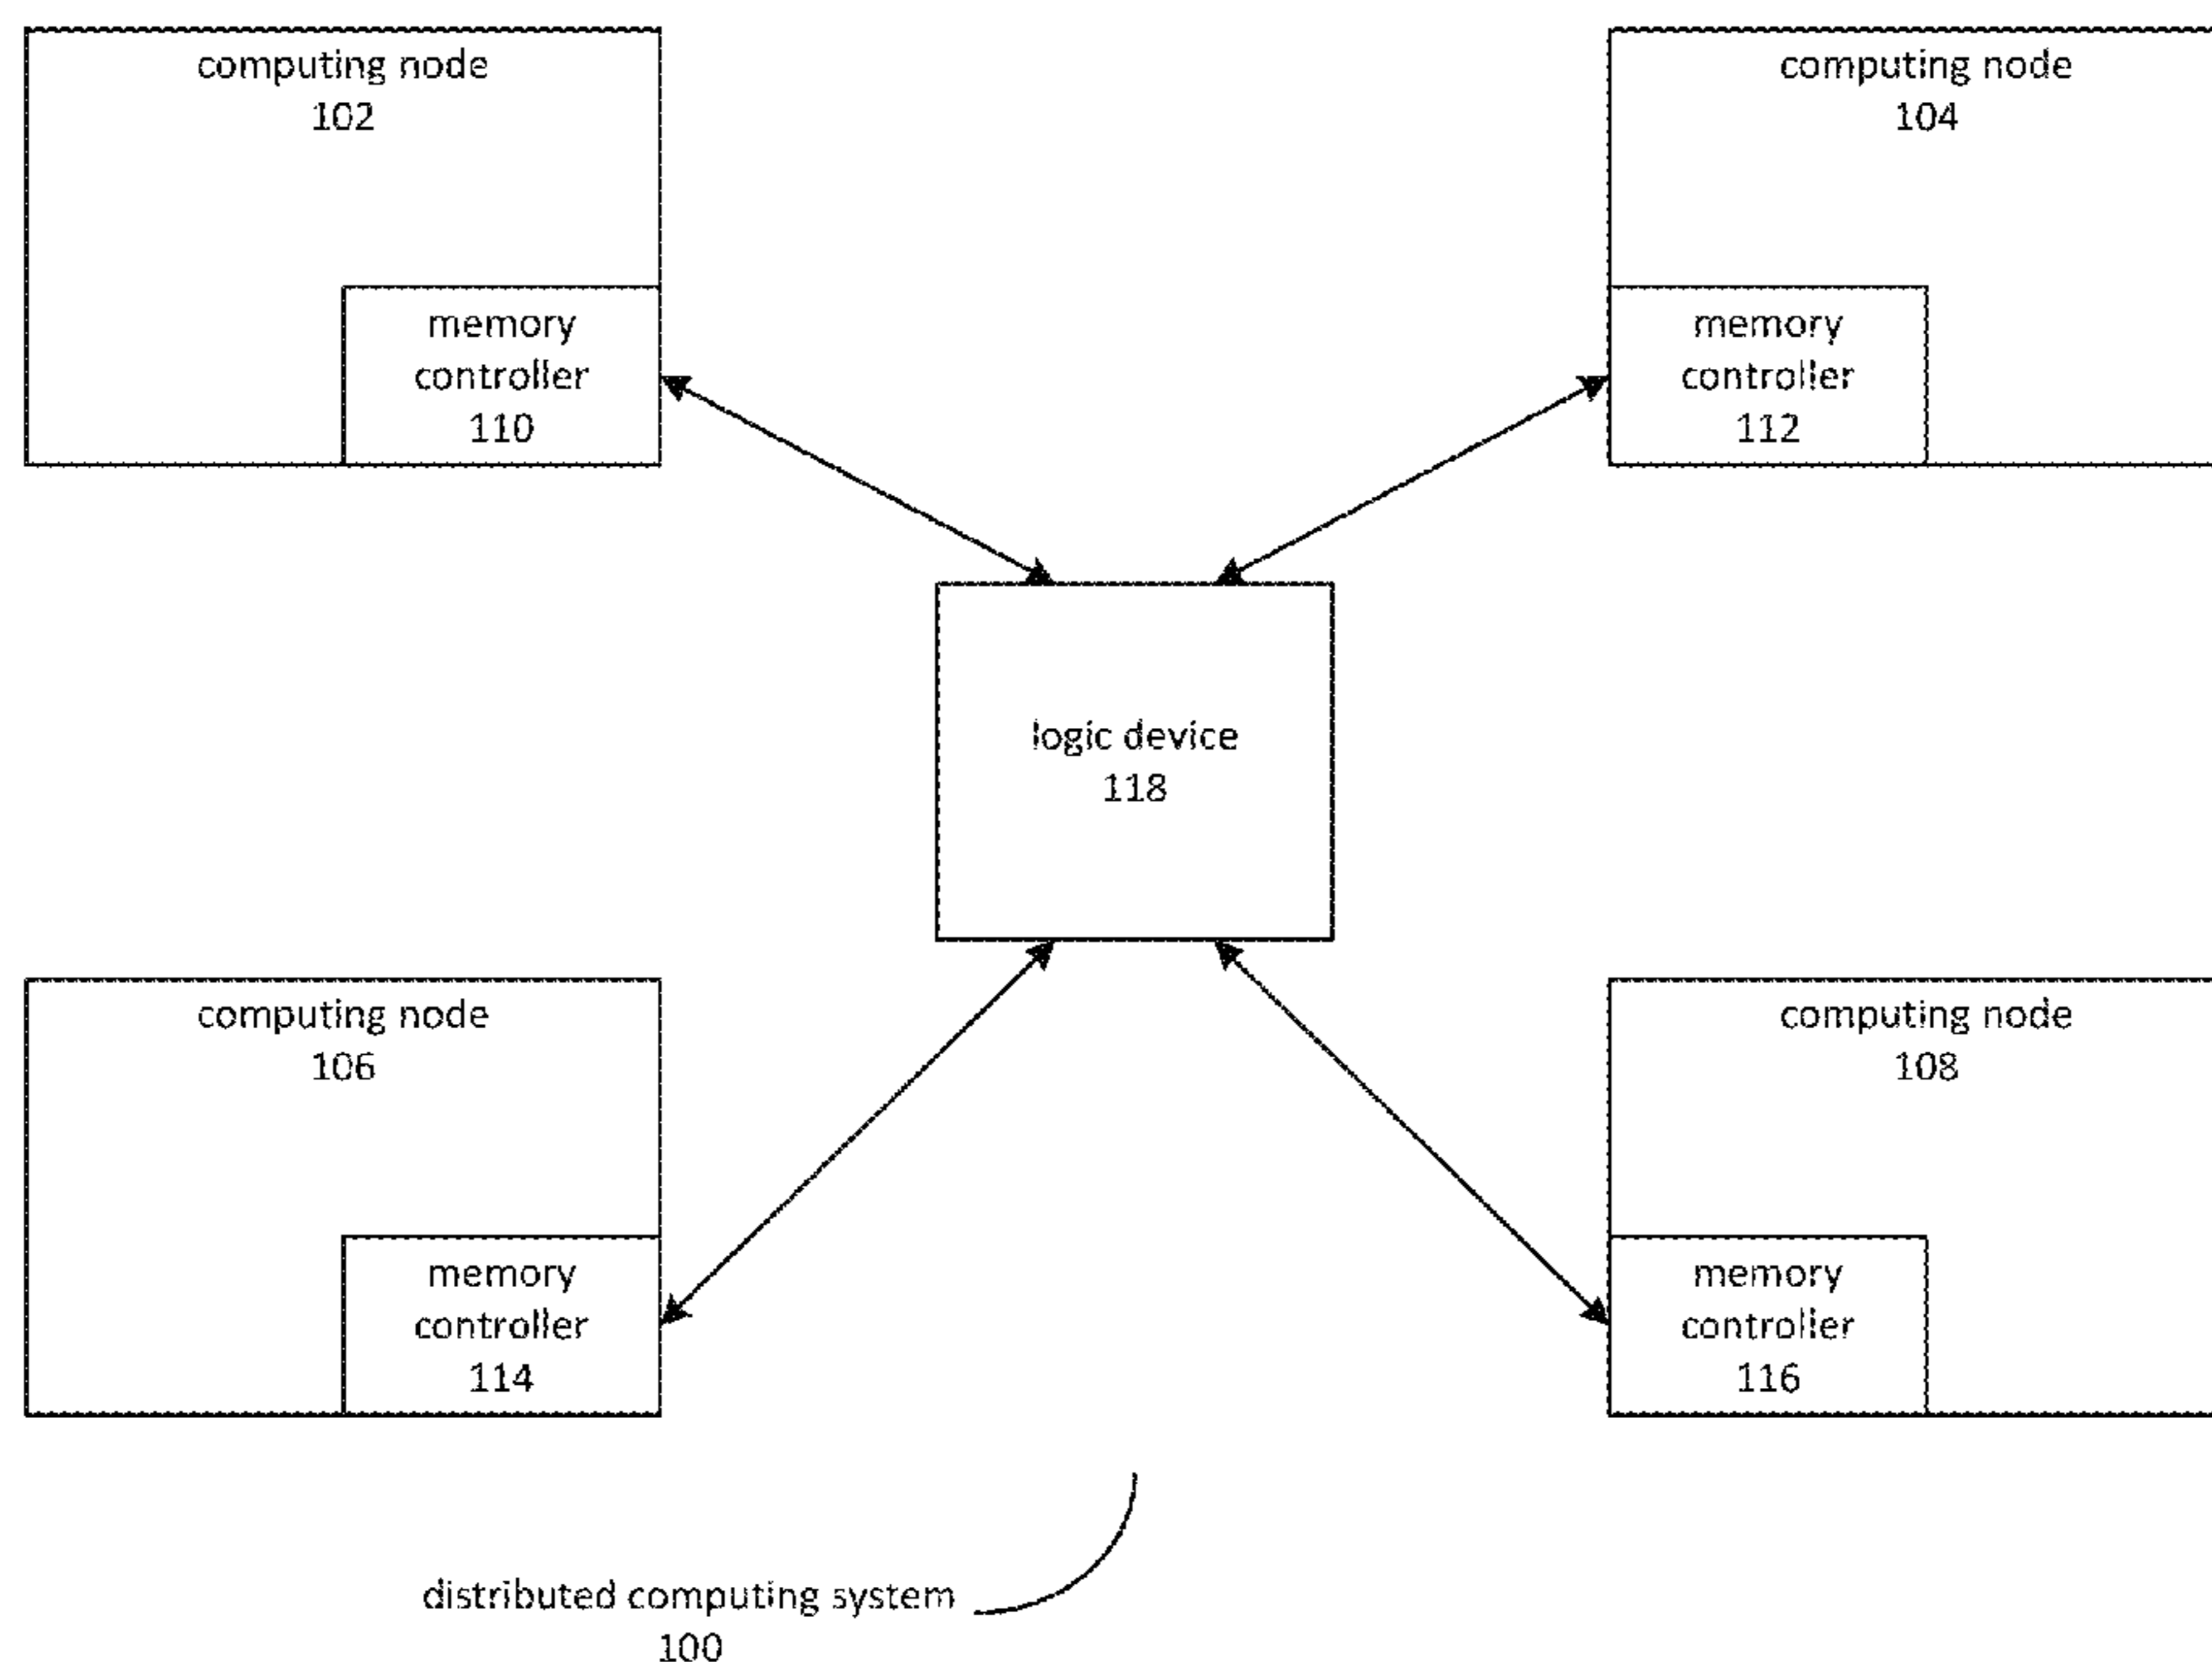 computing node
102
memory
controller
110
computing node
104
memory
controller
112
logic device
118
computing node
106
memory
controller
114
computing node
108
memory
controller
116
distributed computing system
100